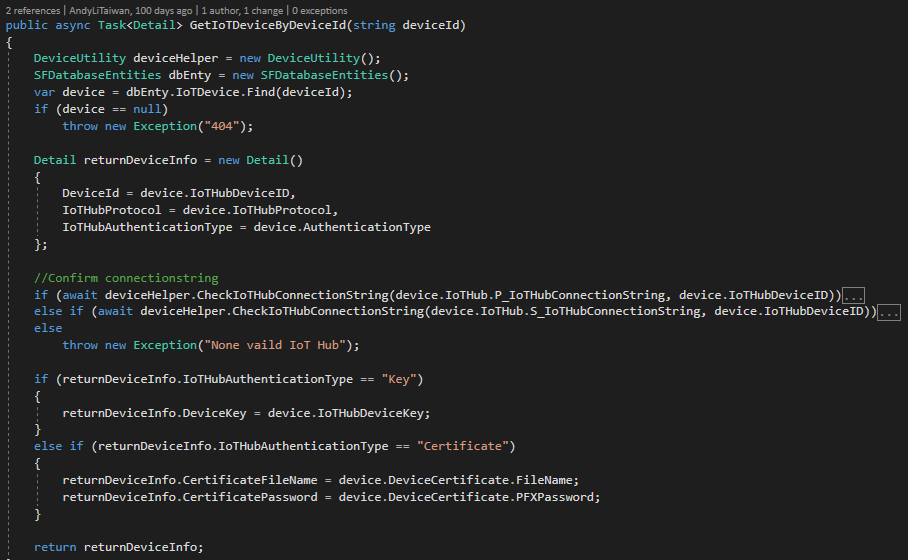 2 references | AndyLiTaiwan, 100 days ago | 1 author, 1 change | 0 exceptions
public async Task<Detail> GetIoTDeviceByDeviceId(string deviceId)
{
    DeviceUtility deviceHelper = new DeviceUtility();
    SFDatabaseEntities dbEnty = new SFDatabaseEntities();
    var device = dbEnty.IoTDevice.Find(deviceId);
    if (device == null)
        throw new Exception("404");

    Detail returnDeviceInfo = new Detail()
    {
        DeviceId = device.IoTHubDeviceID,
        IoTHubProtocol = device.IoTHubProtocol,
        IoTHubAuthenticationType = device.AuthenticationType
    };

    //Confirm connectionstring
    if (await deviceHelper.CheckIoTHubConnectionString(device.IoTHub.P_IoTHubConnectionString, device.IoTHubDeviceID))...
    else if (await deviceHelper.CheckIoTHubConnectionString(device.IoTHub.S_IoTHubConnectionString, device.IoTHubDeviceID))...
    else
        throw new Exception("None vaild IoT Hub");

    if (returnDeviceInfo.IoTHubAuthenticationType == "Key")
    {
        returnDeviceInfo.DeviceKey = device.IoTHubDeviceKey;
    }
    else if (returnDeviceInfo.IoTHubAuthenticationType == "Certificate")
    {
        returnDeviceInfo.CertificateFileName = device.DeviceCertificate.FileName;
        returnDeviceInfo.CertificatePassword = device.DeviceCertificate.PFXPassword;
    }

    return returnDeviceInfo;